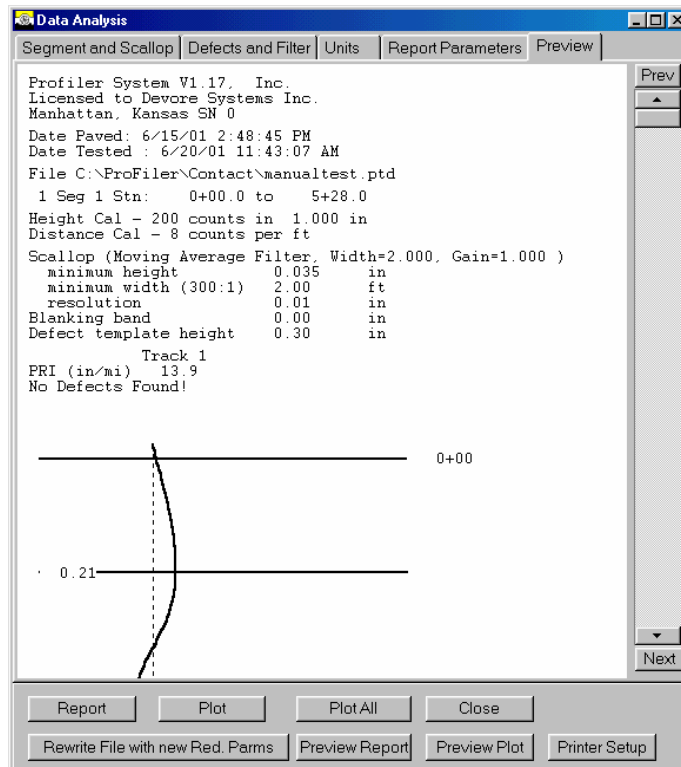 Data Analysis
Segment and Scallop Defects and Filter Units Report Parameters Preview
Prev
Profiler System V1.17, Inc.
Licensed to Devore Systems Inc.
Manhattan, Kansas SN 0
Date Paved: 6/15/01 2:48:45 PM
Date Tested : 6/20/01 11:43:07 AM
File C:\ProFiler\Contact\manualtest.ptd
1 Seg 1 Stn: 0+00.0 to 5+28.0
Height Cal - 200 counts in 1.000 in
Distance Cal - 8 counts per ft
Scallop (Moving Average Filter, Width=2.000, Gain=1.000 )
minimum height 0.035 in
minimum width (300:1) 2.00 ft
resolution 0.01 in
Blanking band 0.00 in
Defect template height 0.30 in
Track 1
PRI (in/mi) 13.9
No Defects Found!
0+00
0.21
Next
Report Plot Plot All Close
Rewrite File with new Red. Parms Preview Report Preview Plot Printer Setup